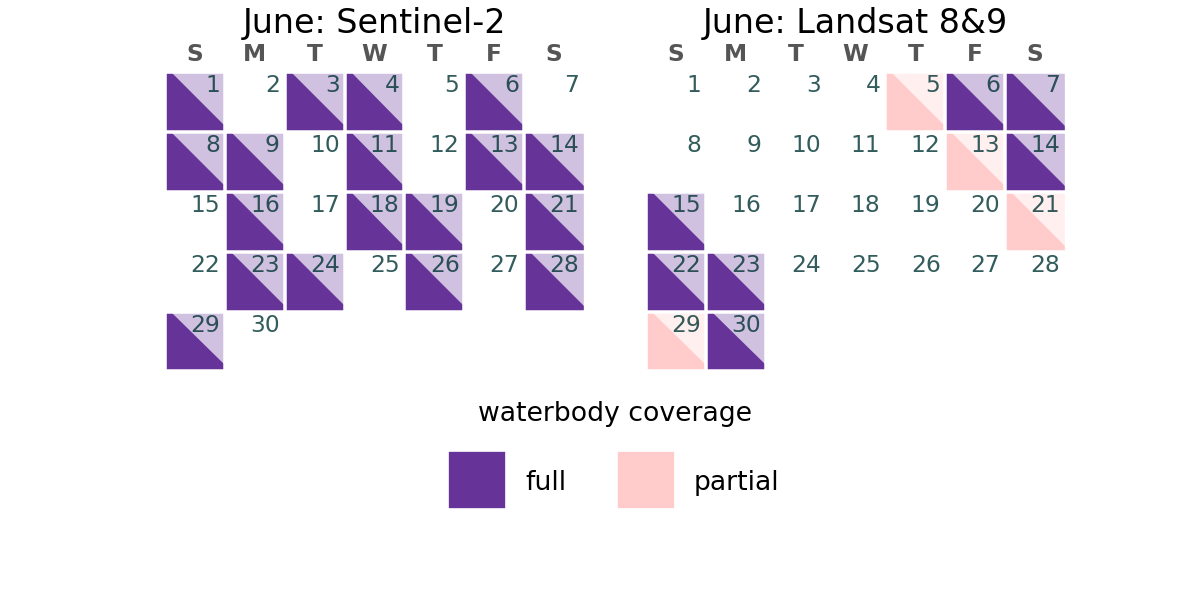 June: Sentinel-2
S M T W T F S
1 2 3 4 5 6 7
8 9 10 11 12 13 14
15 16 17 18 19 20 21
22 23 24 25 26 27 28
29 30
June: Landsat 8&9
S M T W T F S
1 2 3 4 5 6 7
8 9 10 11 12 13 14
15 16 17 18 19 20 21
22 23 24 25 26 27 28
29 30
waterbody coverage
full partial